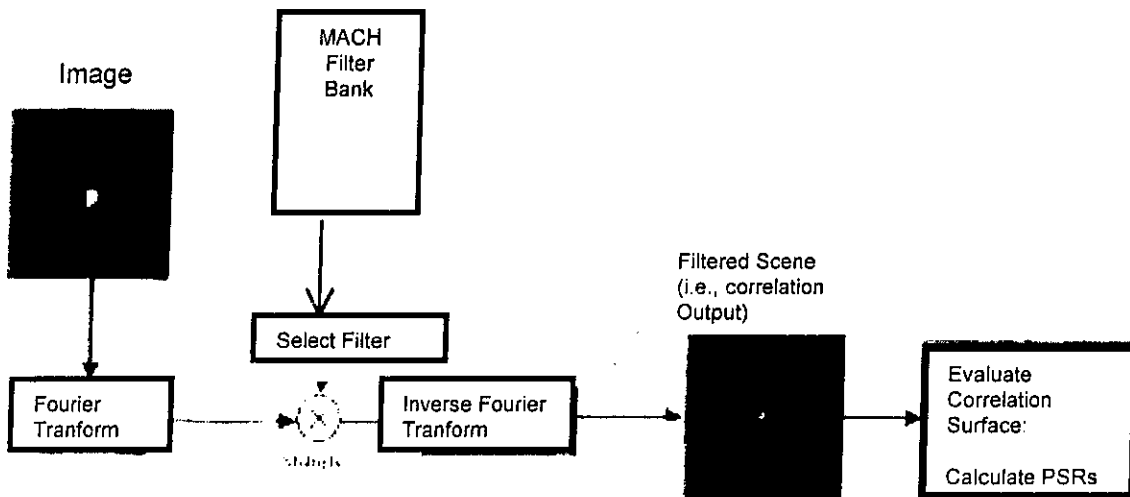 MACH
Filter
Bank
Image
Select Filter
Fourier
Tranform
Inverse Fourier
Tranform
Filtered Scene
(i.e., correlation
Output)
Evaluate
Correlation
Surface:
Calculate PSRs